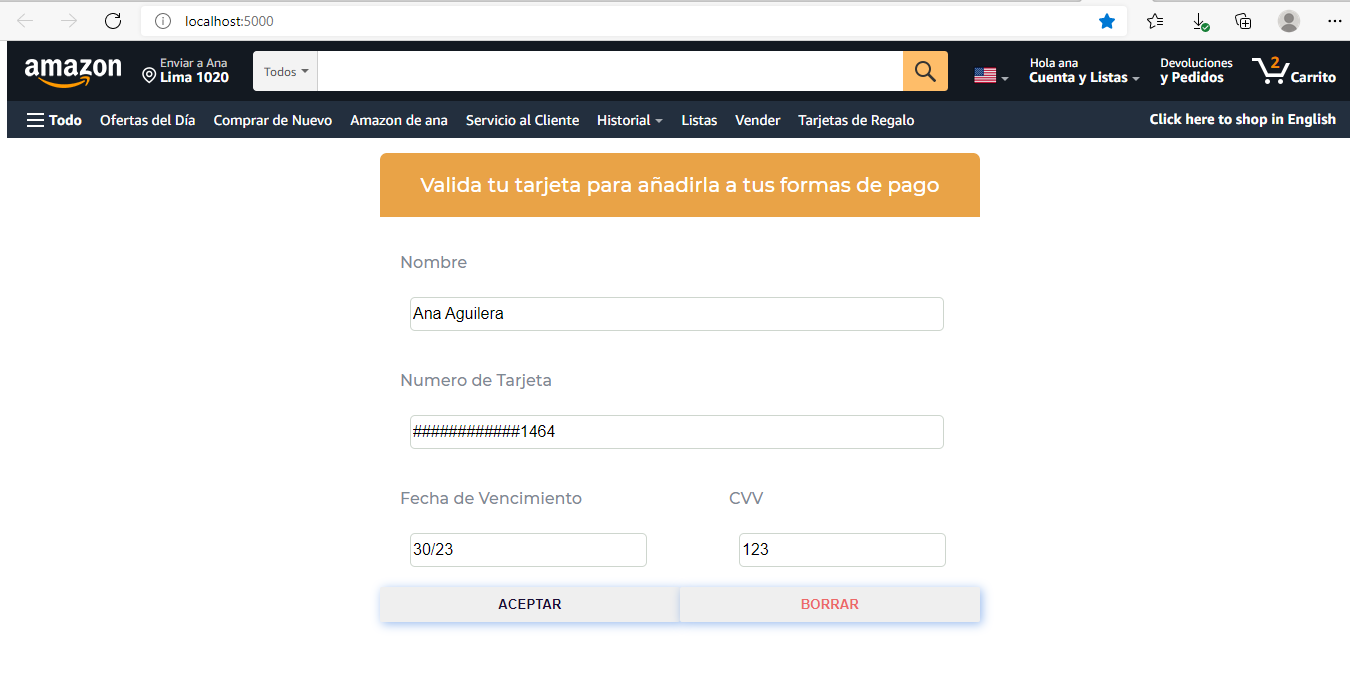 localhost:5000
amazon
Enviar a Ana
Lima 1020
Todos
Hola ana
Cuenta y Listas
Devoluciones
y Pedidos
2
Carrito
Todo Ofertas del Día Comprar de Nuevo Amazon de ana Servicio al Cliente Historial Listas Vender Tarjetas de Regalo Click here to shop in English
Valida tu tarjeta para añadirla a tus formas de pago
Nombre
Ana Aguilera
Numero de Tarjeta
############1464
Fecha de Vencimiento CVV
30/23 123
ACEPTAR BORRAR